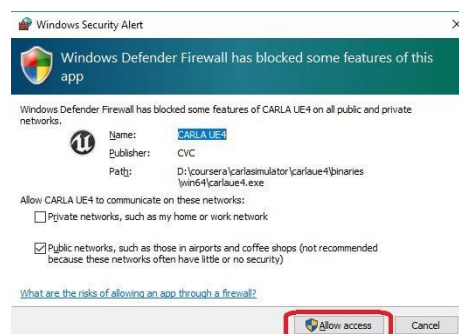 Windows Security Alert
Windows Defender Firewall has blocked some features of this
app
Windows Defender Firewall has blocked some features of CARLA UE4 on all public and private
networks.
Name: CARLA UE4
Publisher: CVC
Path: D:\coursera\carlasimulator\carlaue4\binaries
\win64\carlaue4.exe
Allow CARLA UE4 to communicate on these networks:
Private networks, such as my home or work network
Public networks, such as those in airports and coffee shops (not recommended
because these networks often have little or no security)
What are the risks of allowing an app through a firewall?
Allow access Cancel